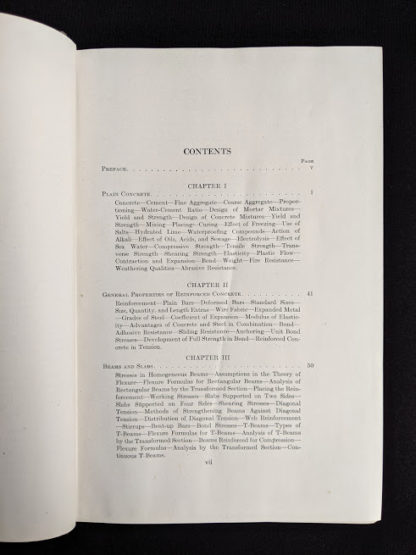 CONTENTS
PAGE
PREFACE. . . . . . . . . . . . . . . . . . . . . . . . . . . . . . v
CHAPTER I
PLAIN CONCRETE. . . . . . . . . . . . . . . . . . . . . . . . . . 1
Concrete—Cement—Fine Aggregate—Coarse Aggregate—Propor-
tioning—Water-Cement Ratio—Design of Mortar Mixtures—
Yield and Strength—Design of Concrete Mixtures—Yield and
Strength—Mixing—Placing—Curing—Effect of Freezing—Use of
Salts—Hydrated Lime—Waterproofing Compounds—Action of
Alkali—Effect of Oils, Acids, and Sewage—Electrolysis—Effect of
Sea Water—Compressive Strength—Tensile Strength—Trans-
verse Strength—Shearing Strength—Elasticity—Plastic Flow—
Contraction and Expansion—Bond—Weight—Fire Resistance—
Weathering Qualities—Abrasive Resistance.
CHAPTER II
GENERAL PROPERTIES OF REINFORCED CONCRETE. . . . . . . . . . . . . 41
Reinforcement—Plain Bars—Deformed Bars—Standard Sizes—
Size, Quantity, and Length Extras—Wire Fabric—Expanded Metal
—Grades of Steel—Coefficient of Expansion—Modulus of Elastic-
ity—Advantages of Concrete and Steel in Combination—Bond—
Adhesive Resistance—Sliding Resistance—Anchoring—Unit Bond
Stresses—Development of Full Strength in Bond—Reinforced Con-
crete in Tension.
CHAPTER III
BEAMS AND SLABS. . . . . . . . . . . . . . . . . . . . . . . . . 50
Stresses in Homogeneous Beams—Assumptions in the Theory of
Flexure—Flexure Formulas for Rectangular Beams—Analysis of
Rectangular Beams by the Transformed Section—Placing the Rein-
forcement—Working Stresses—Slabs Supported on Two Sides—
Slabs Supported on Four Sides—Shearing Stresses—Diagonal
Tension—Methods of Strengthening Beams Against Diagonal
Tension—Distribution of Diagonal Tension—Web Reinforcement
—Stirrups—Bent-up Bars—Bond Stresses—T-Beams—Types of
T-Beams—Flexure Formulas for T-Beams—Analysis of T-Beams
by the Transformed Section—Beams Reinforced for Compression—
Flexure Formulas—Analysis by the Transformed Section—Con-
tinuous T-Beams.
vii